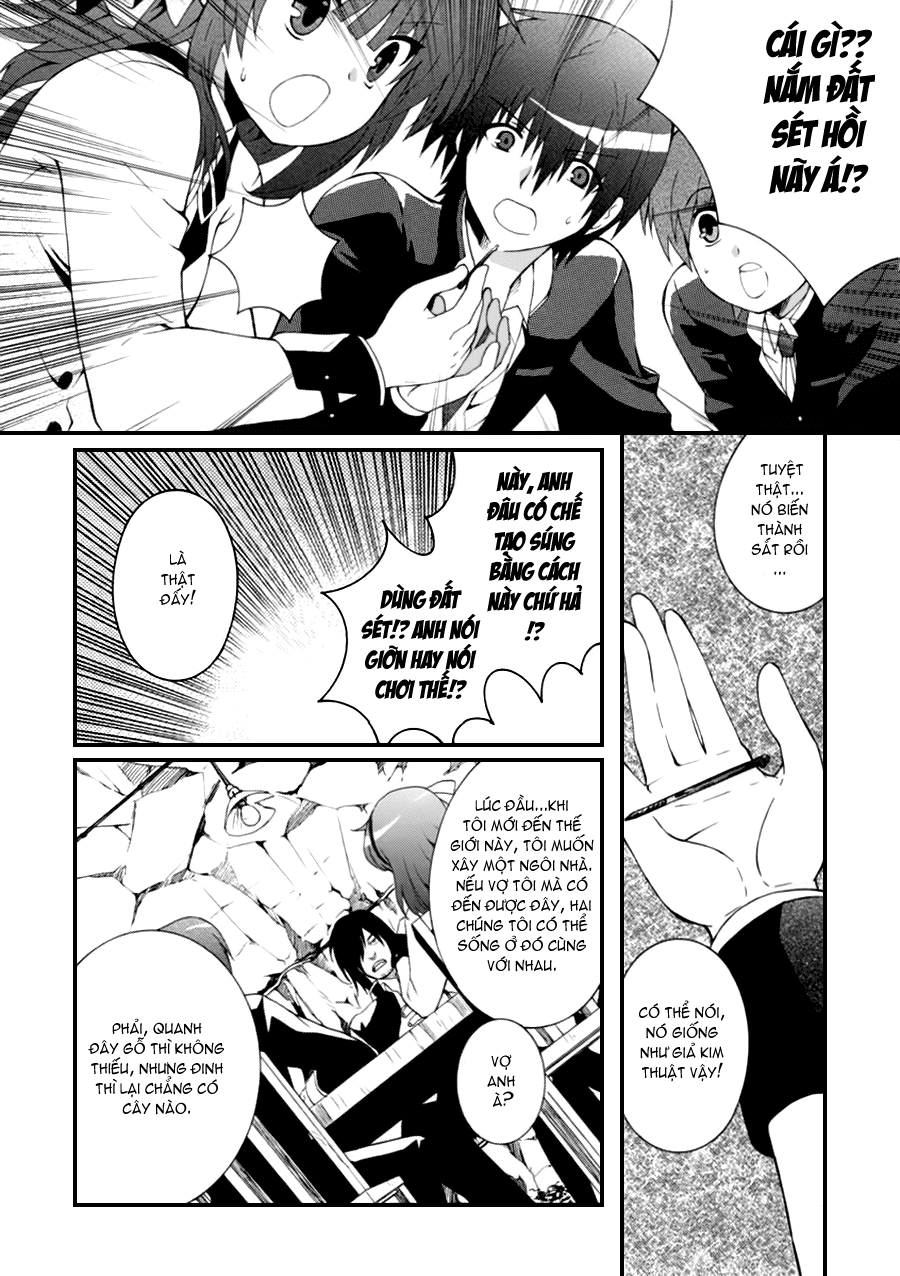 CÁI GÌ??
NẮM ĐẤT
SÉT HỒI
NÃY Á!?
TUYỆT
THẬT...
NÓ BIẾN
THÀNH
SẮT RỒI
...
CÓ THỂ NÓI,
NÓ GIỐNG
NHƯ GIẢ KIM
THUẬT VẬY!
NÀY, ANH
ĐÂU CÓ CHẾ
TAO SÚNG
BẰNG CÁCH
NÀY CHỨ HẢ
!?
DÙNG ĐẤT
SÉT!? ANH NÓI
GIỠN HAY NÓI
CHƠI THẾ!?
LÀ
THẬT
ĐẤY!
LÚC ĐẦU...KHI
TÔI MỚI ĐẾN THẾ
GIỚI NÀY, TÔI MUỐN
XÂY MỘT NGÔI NHÀ.
NẾU VỢ TÔI MÀ CÓ
ĐẾN ĐƯỢC ĐÂY, HAI
CHÚNG TÔI CÓ THỂ
SỐNG Ở ĐÓ CÙNG
VỚI NHAU.
VỢ
ANH
À?
PHẢI, QUANH
ĐÂY GỖ THÌ KHÔNG
THIẾU, NHƯNG ĐINH
THÌ LẠI CHẲNG CÓ
CÂY NÀO.